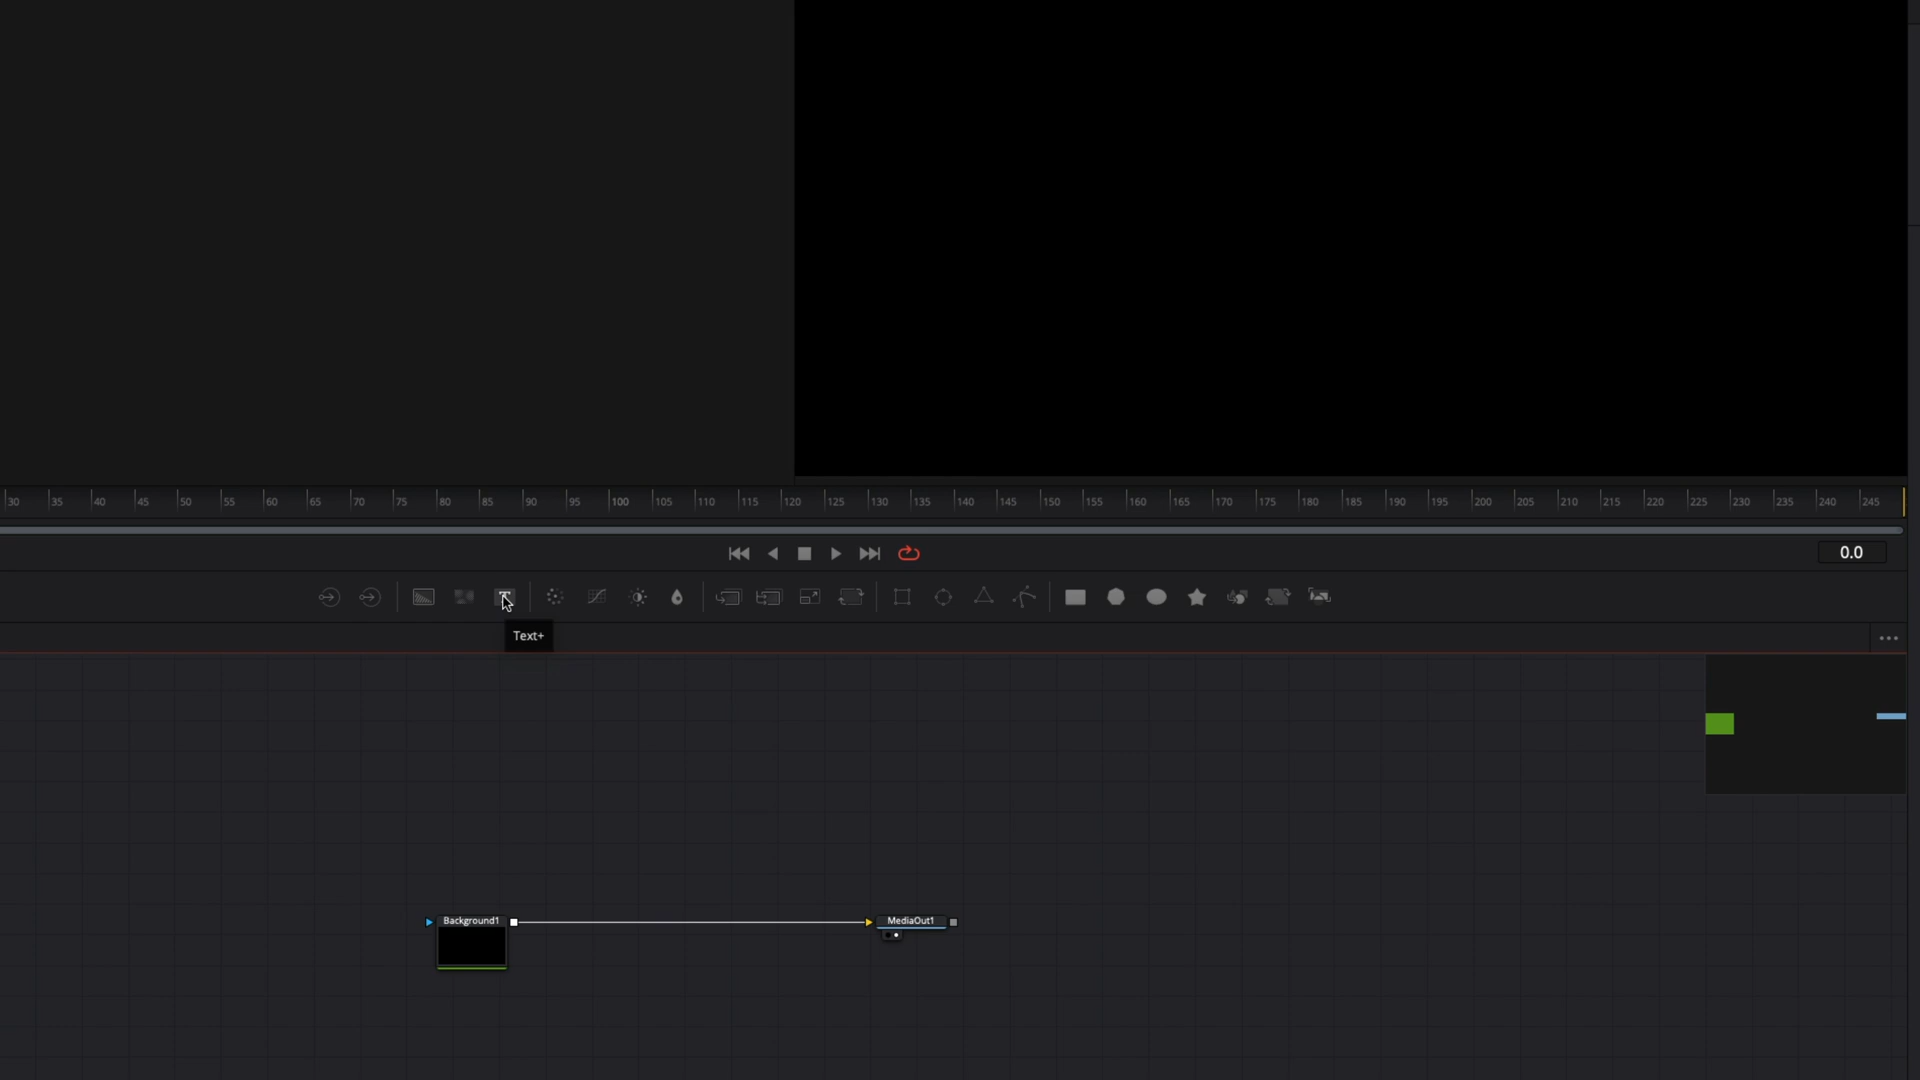 30 35 40 45 50 55 60 65 70 75 80 85 90 95 100 105 110 115 120 125 130 135 140 145 150 155 160 165 170 175 180 185 190 195 200 205 210 215 220 225 230 235 240 245
0.0
Text+
Background1 MediaOut1